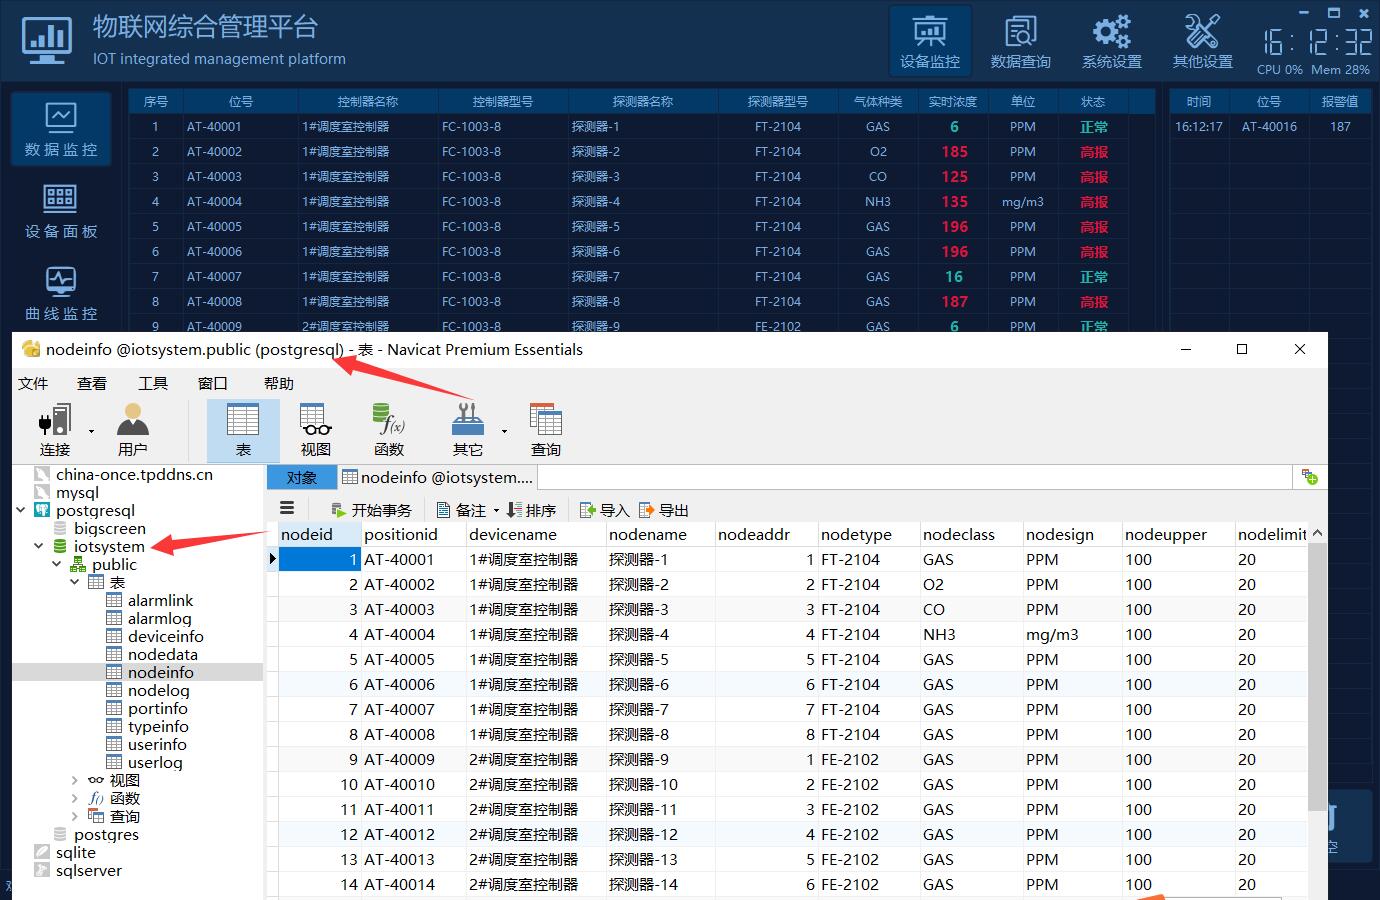 物联网综合管理平台
IOT integrated management platform
设备监控 数据查询 系统设置 其他设置
16:12:32
CPU 0% Mem 28%
数据监控
设备面板
曲线监控
序号 位号 控制器名称 控制器型号 探测器名称 探测器型号 气体种类 实时浓度 单位 状态
1 AT-40001 1#调度室控制器 FC-1003-8 探测器-1 FT-2104 GAS 6 PPM 正常
2 AT-40002 1#调度室控制器 FC-1003-8 探测器-2 FT-2104 O2 185 PPM 高报
3 AT-40003 1#调度室控制器 FC-1003-8 探测器-3 FT-2104 CO 125 PPM 高报
4 AT-40004 1#调度室控制器 FC-1003-8 探测器-4 FT-2104 NH3 135 mg/m3 高报
5 AT-40005 1#调度室控制器 FC-1003-8 探测器-5 FT-2104 GAS 196 PPM 高报
6 AT-40006 1#调度室控制器 FC-1003-8 探测器-6 FT-2104 GAS 196 PPM 高报
7 AT-40007 1#调度室控制器 FC-1003-8 探测器-7 FT-2104 GAS 16 PPM 正常
8 AT-40008 1#调度室控制器 FC-1003-8 探测器-8 FT-2104 GAS 187 PPM 高报
9 AT-40009 2#调度室控制器 FC-1003-8 探测器-9 FE-2102 GAS 6 PPM 正常
时间 位号 报警值
16:12:17 AT-40016 187
nodeinfo @iotsystem.public (postgresql) - 表 - Navicat Premium Essentials
文件 查看 工具 窗口 帮助
连接 用户 表 视图 函数 其它 查询
china-once.tpddns.cn
mysql
postgresql
bigscreen
iotsystem
public
表
alarmlink
alarmlog
deviceinfo
nodedata
nodeinfo
nodelog
portinfo
typeinfo
userinfo
userlog
视图
函数
查询
postgres
sqlite
sqlserver
对象 nodeinfo @iotsystem....
开始事务 备注 排序 导入 导出
nodeid positionid devicename nodename nodeaddr nodetype nodeclass nodesign nodeupper nodelimit
1 AT-40001 1#调度室控制器 探测器-1 1 FT-2104 GAS PPM 100 20
2 AT-40002 1#调度室控制器 探测器-2 2 FT-2104 O2 PPM 100 20
3 AT-40003 1#调度室控制器 探测器-3 3 FT-2104 CO PPM 100 20
4 AT-40004 1#调度室控制器 探测器-4 4 FT-2104 NH3 mg/m3 100 20
5 AT-40005 1#调度室控制器 探测器-5 5 FT-2104 GAS PPM 100 20
6 AT-40006 1#调度室控制器 探测器-6 6 FT-2104 GAS PPM 100 20
7 AT-40007 1#调度室控制器 探测器-7 7 FT-2104 GAS PPM 100 20
8 AT-40008 1#调度室控制器 探测器-8 8 FT-2104 GAS PPM 100 20
9 AT-40009 2#调度室控制器 探测器-9 1 FE-2102 GAS PPM 100 20
10 AT-40010 2#调度室控制器 探测器-10 2 FE-2102 GAS PPM 100 20
11 AT-40011 2#调度室控制器 探测器-11 3 FE-2102 GAS PPM 100 20
12 AT-40012 2#调度室控制器 探测器-12 4 FE-2102 GAS PPM 100 20
13 AT-40013 2#调度室控制器 探测器-13 5 FE-2102 GAS PPM 100 20
14 AT-40014 2#调度室控制器 探测器-14 6 FE-2102 GAS PPM 100 20